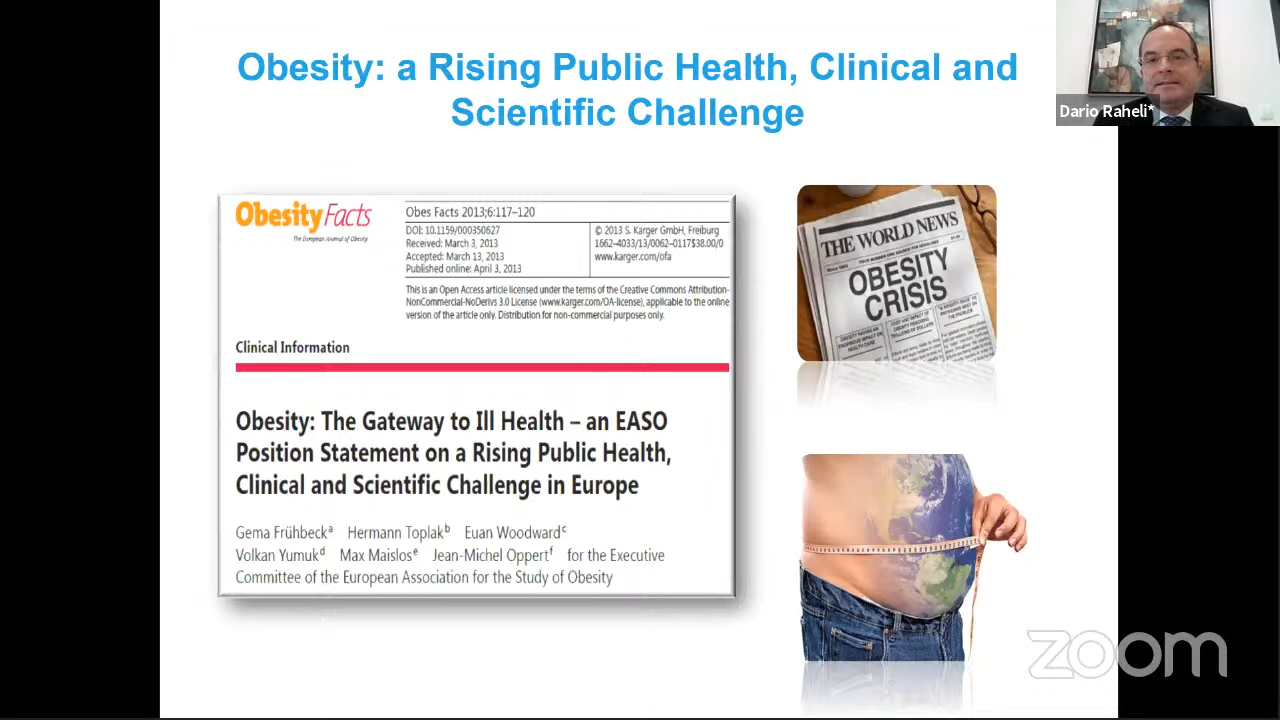 Obesity: a Rising Public Health, Clinical and
Scientific Challenge
Dario Raheli*
Obesity Facts
The European Journal of Obesity
Obes Facts 2013;6:117–120
DOI: 10.1159/000350627
Received: March 3, 2013
Accepted: March 13, 2013
Published online: April 3, 2013
© 2013 S. Karger GmbH, Freiburg
1662–4033/13/0062–0117$38.00/0
www.karger.com/ofa
This is an Open Access article licensed under the terms of the Creative Commons Attribution-
NonCommercial-NoDerivs 3.0 License (www.karger.com/OA-license), applicable to the online
version of the article only. Distribution for non-commercial purposes only.
Clinical Information
Obesity: The Gateway to Ill Health – an EASO
Position Statement on a Rising Public Health,
Clinical and Scientific Challenge in Europe
Gema Frühbeckᵃ Hermann Toplakᵇ Euan Woodwardᶜ
Volkan Yumukᵈ Max Maislosᵉ Jean-Michel Oppertᶠ for the Executive
Committee of the European Association for the Study of Obesity
THE WORLD NEWS
OBESITY
CRISIS
zoom